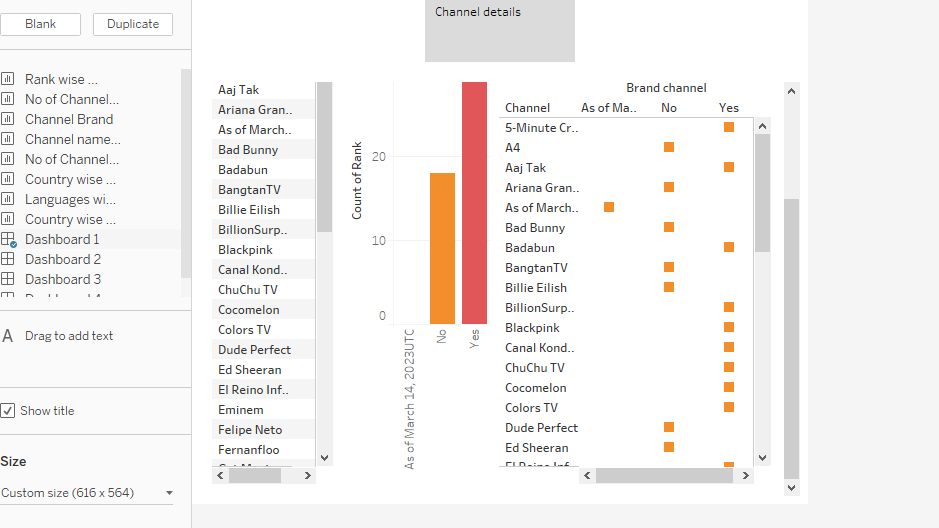 Blank
Duplicate
Rank wise ...
No of Channel...
Channel Brand
Channel name...
No of Channel...
Country wise ...
Languages wi...
Country wise ...
Dashboard 1
Dashboard 2
Dashboard 3
A Drag to add text
Show title
Size
Custom size (616 x 564)
Channel details
Aaj Tak
Ariana Gran..
As of March..
Bad Bunny
Badabun
BangtanTV
Billie Eilish
BillionSurp..
Blackpink
Canal Kond..
ChuChu TV
Cocomelon
Colors TV
Dude Perfect
Ed Sheeran
El Reino Inf..
Eminem
Felipe Neto
Fernanfloo
Count of Rank
20
10
0
As of March 14, 2023UTC
No
Yes
Brand channel
Channel As of Ma.. No Yes
5-Minute Cr..
A4
Aaj Tak
Ariana Gran..
As of March..
Bad Bunny
Badabun
BangtanTV
Billie Eilish
BillionSurp..
Blackpink
Canal Kond..
ChuChu TV
Cocomelon
Colors TV
Dude Perfect
Ed Sheeran
El Reino Inf..